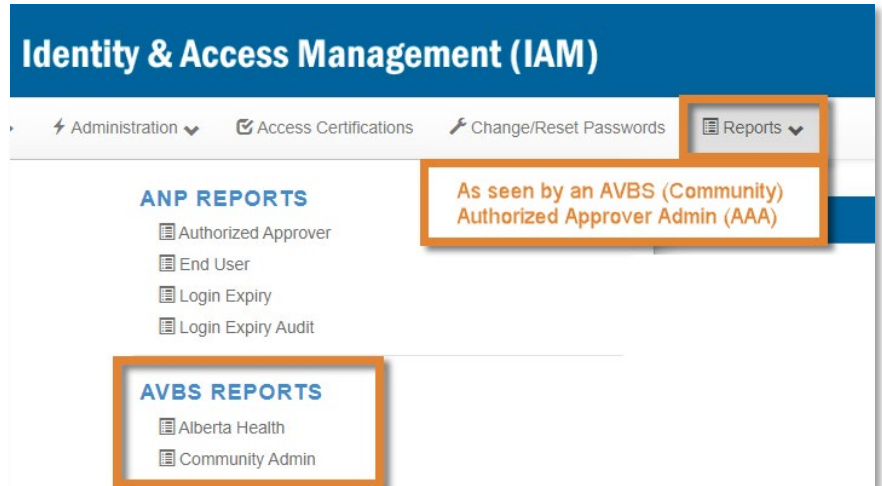 Identity & Access Management (IAM)
Administration Access Certifications Change/Reset Passwords Reports
As seen by an AVBS (Community)
Authorized Approver Admin (AAA)
ANP REPORTS
Authorized Approver
End User
Login Expiry
Login Expiry Audit
AVBS REPORTS
Alberta Health
Community Admin